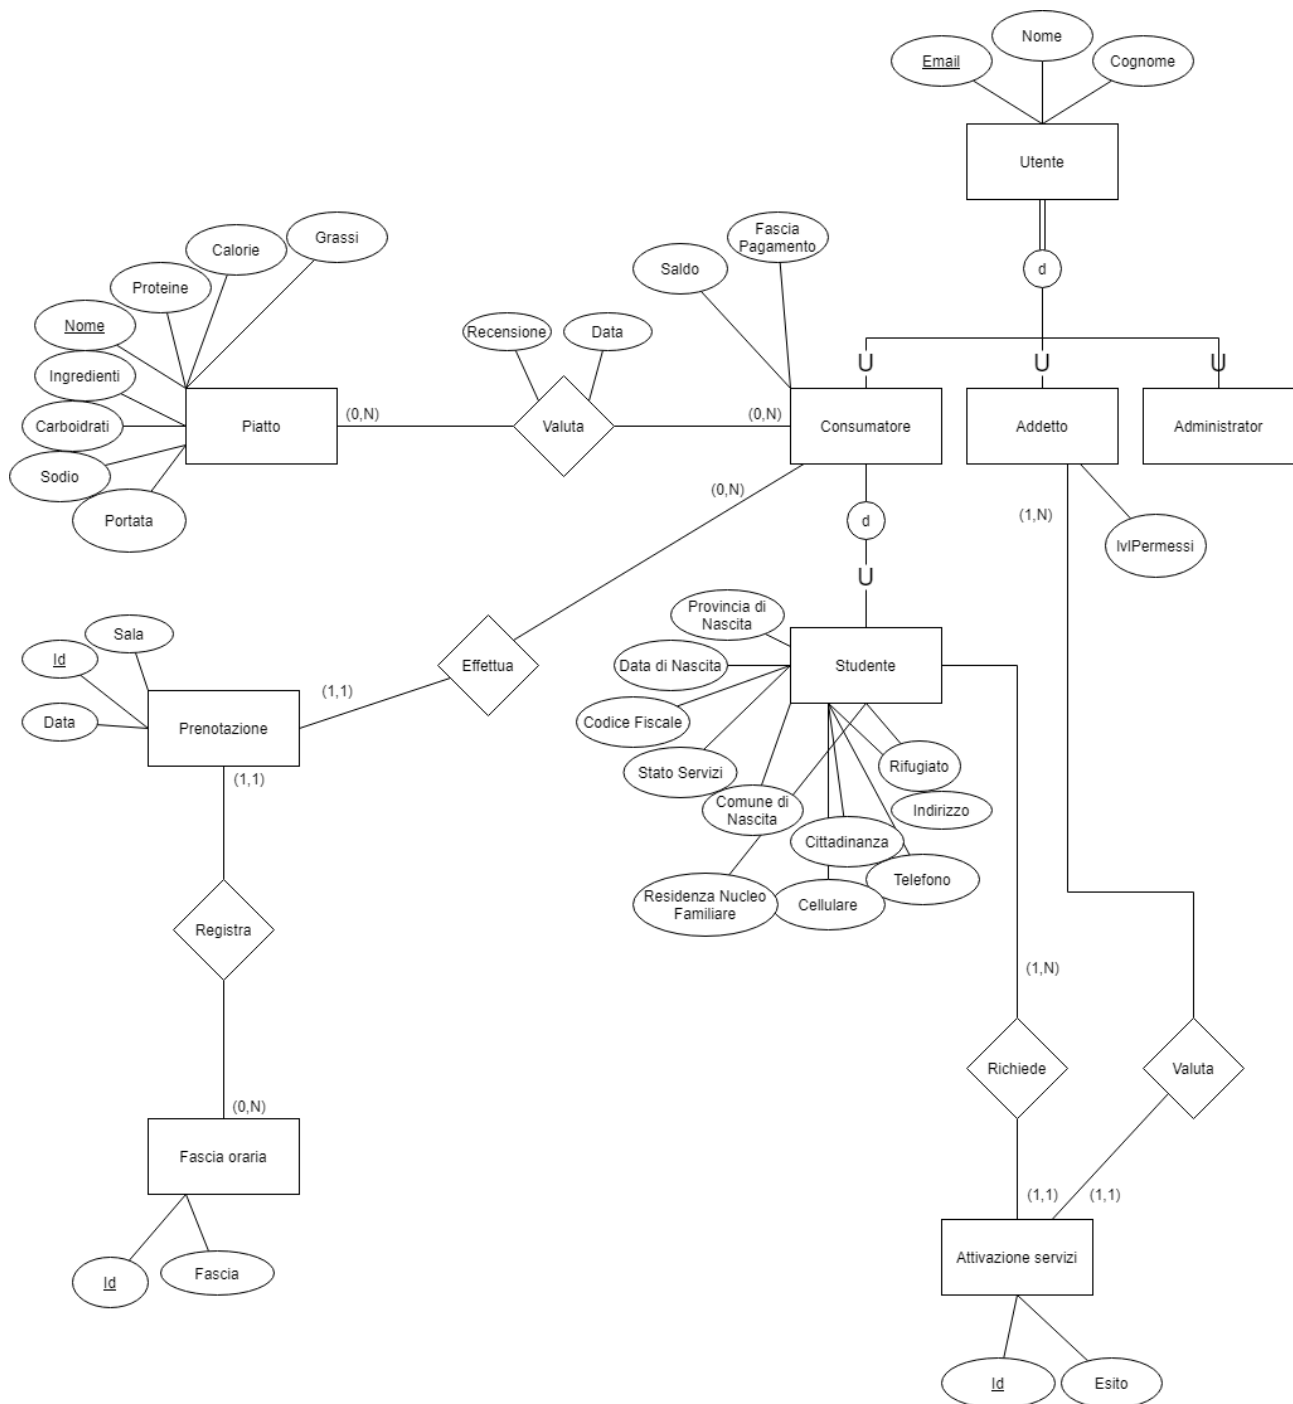 Nome
Email
Cognome
Utente
d
Grassi
Calorie
Proteine
Nome
Ingredienti
Carboidrati
Sodio
Portata
Piatto
(0,N)
Recensione
Data
Valuta
Saldo
Fascia
Pagamento
(0,N)
U
U
U
Consumatore
Addetto
Administrator
(0,N)
(1,N)
d
lvlPermessi
U
Sala
Id
Data
Prenotazione
(1,1)
Effettua
(1,1)
Provincia di
Nascita
Data di Nascita
Studente
Codice Fiscale
Stato Servizi
Comune di
Nascita
Rifugiato
Indirizzo
Cittadinanza
Telefono
Residenza Nucleo
Familiare
Cellulare
Registra
(1,N)
(0,N)
Richiede
Valuta
Fascia oraria
(1,1)
(1,1)
Id
Fascia
Attivazione servizi
Id
Esito